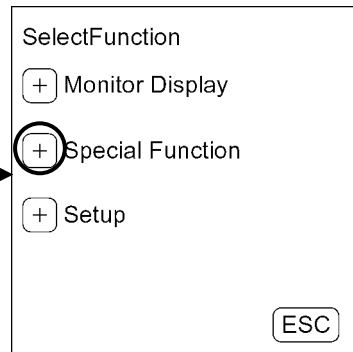 SelectFunction
+ Monitor Display
+ Special Function
+ Setup
ESC